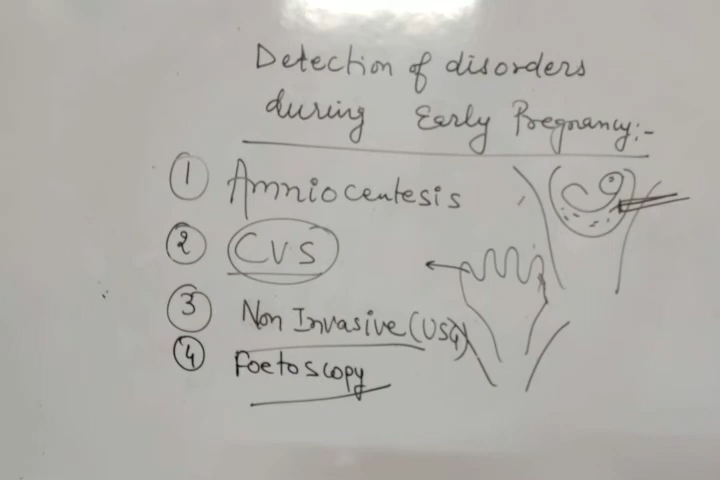 Detection of disorders
during Early Pregnancy:-
1 Amniocentesis
2 CVS
3 Non Invasive (USG)
4 Foetoscopy